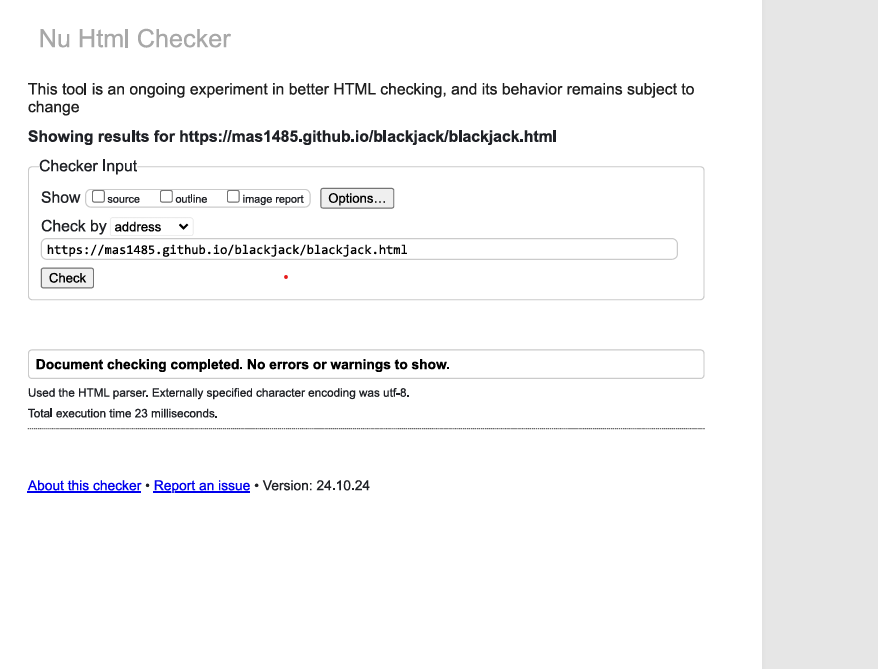 Nu Html Checker
This tool is an ongoing experiment in better HTML checking, and its behavior remains subject to
change
Showing results for https://mas1485.github.io/blackjack/blackjack.html
Checker Input
Show source outline image report Options...
Check by address
https://mas1485.github.io/blackjack/blackjack.html
Check
Document checking completed. No errors or warnings to show.
Used the HTML parser. Externally specified character encoding was utf-8.
Total execution time 23 milliseconds.
About this checker • Report an issue • Version: 24.10.24